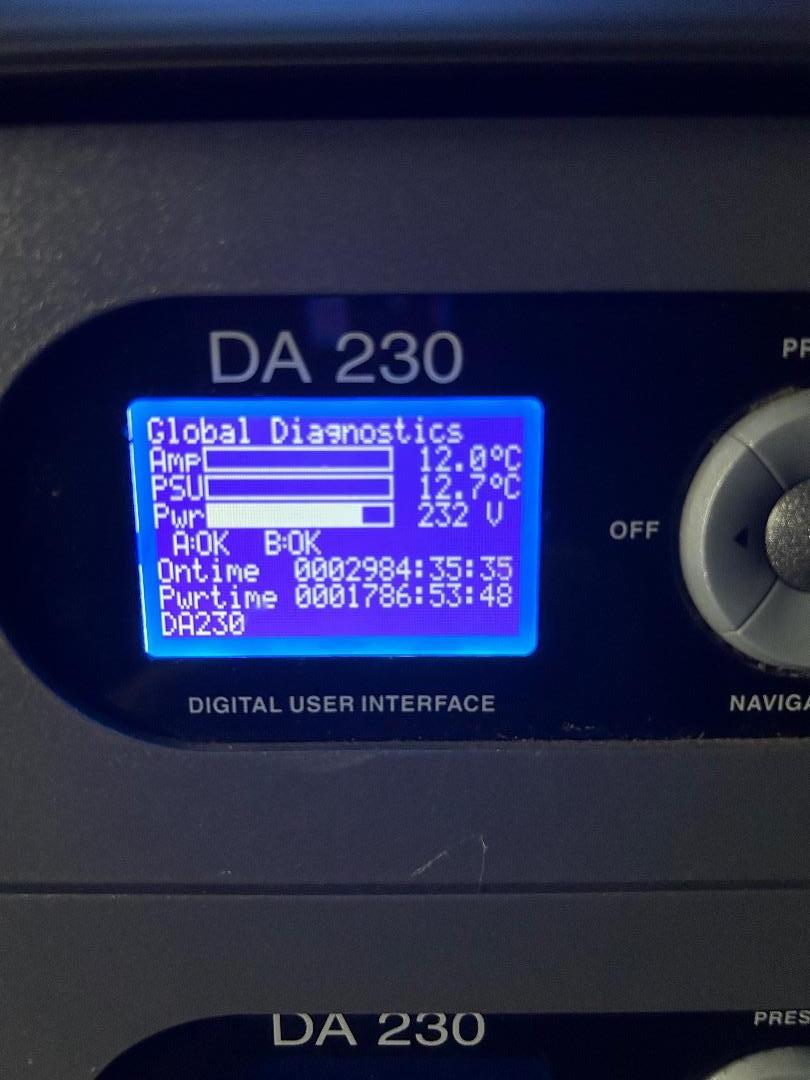 DA 230
Global Diagnostics
Amp 12.0°C
PSU 12.7°C
Pwr 232 V
A:OK B:OK
Ontime 0002984:35:35
Pwrtime 0001786:53:48
DA230
OFF
DIGITAL USER INTERFACE
DA 230